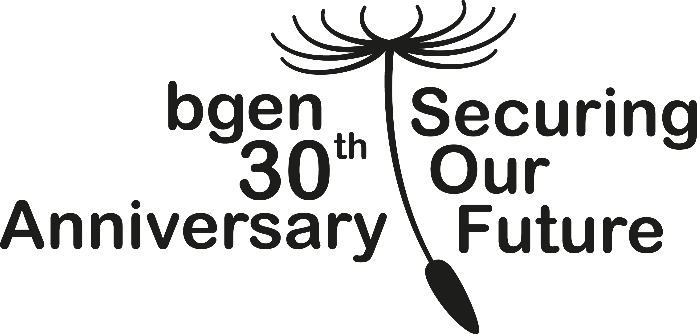 bgen
30th
Anniversary
Securing
Our
Future